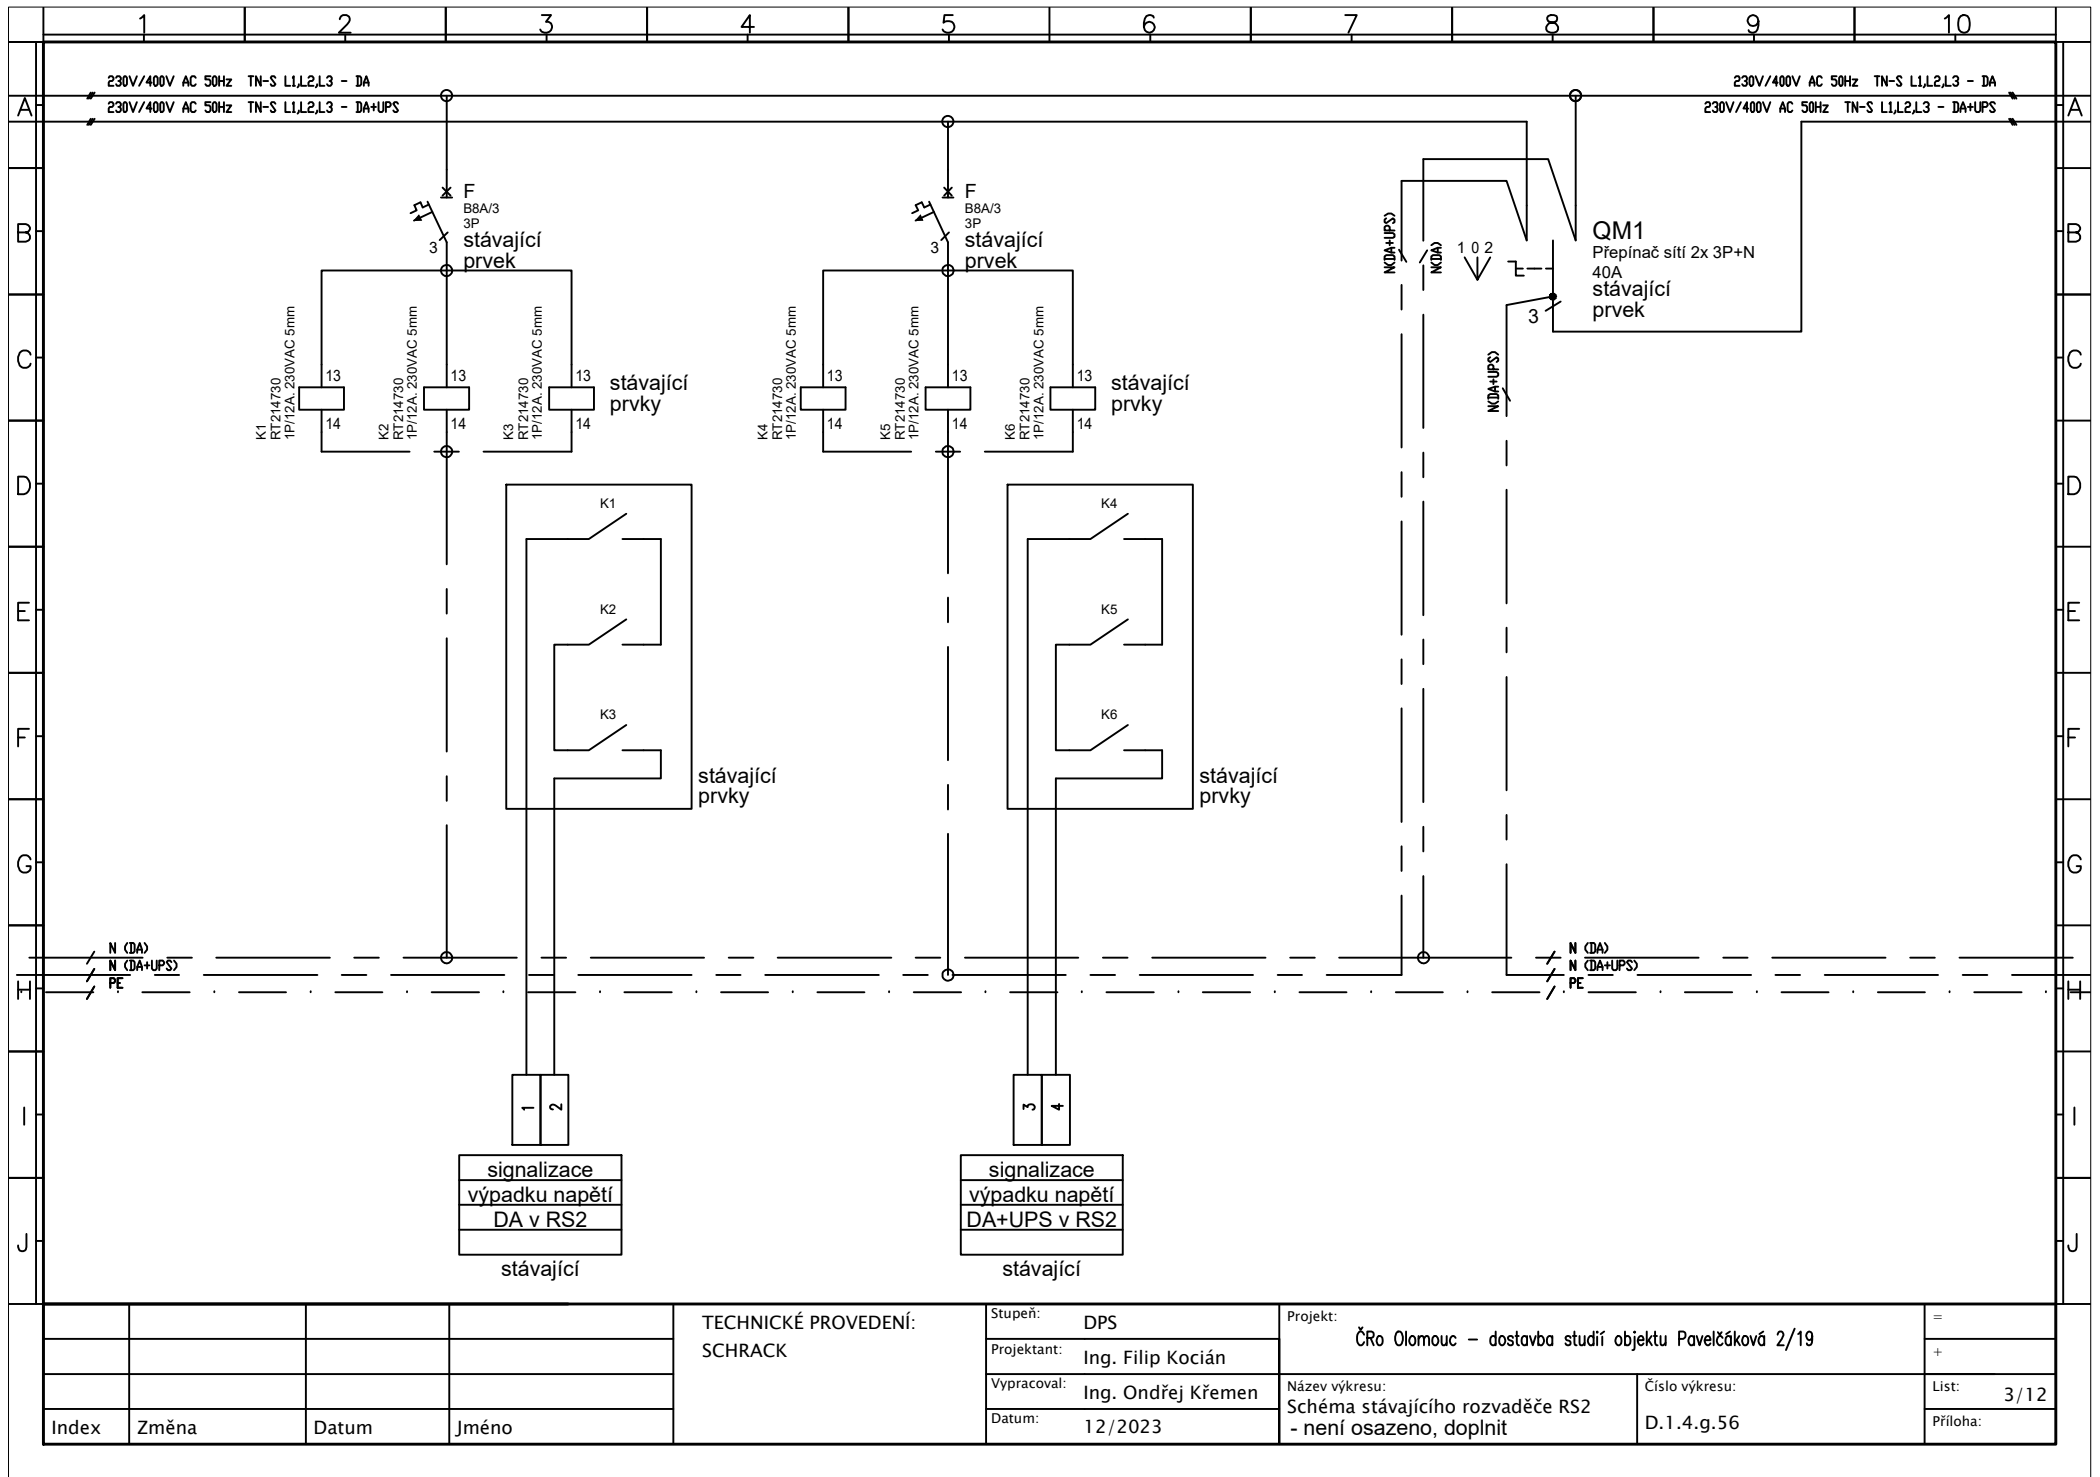 1 2 3 4 5 6 7 8 9 10
230V/400V AC 50Hz TN-S L1,L2,L3 - DA
230V/400V AC 50Hz TN-S L1,L2,L3 - DA
A
230V/400V AC 50Hz TN-S L1,L2,L3 - DA+UPS
230V/400V AC 50Hz TN-S L1,L2,L3 - DA+UPS
A
F
B8A/3
3P
stávající
prvek
3
F
B8A/3
3P
stávající
prvek
3
B
B
N(DA+UPS)
N(DA)
1 0 2
QM1
Přepínač sítí 2x 3P+N
40A
stávající
prvek
3
N(DA+UPS)
C
C
K1
RT214730
1P/12A. 230VAC 5mm
13
14
K2
RT214730
1P/12A. 230VAC 5mm
13
14
K3
RT214730
1P/12A. 230VAC 5mm
13
14
stávající
prvky
K4
RT214730
1P/12A. 230VAC 5mm
13
14
K5
RT214730
1P/12A. 230VAC 5mm
13
14
K6
RT214730
1P/12A. 230VAC 5mm
13
14
stávající
prvky
D
D
K1
K4
E
E
K2
K5
F
F
K3
K6
stávající
prvky
stávající
prvky
G
G
N (DA)
N (DA+UPS)
PE
N (DA)
N (DA+UPS)
PE
H
H
I
I
1 2
3 4
signalizace
výpadku napětí
DA v RS2
stávající
signalizace
výpadku napětí
DA+UPS v RS2
stávající
J
J
Index Změna Datum Jméno
TECHNICKÉ PROVEDENÍ:
SCHRACK
Stupeň: DPS
Projektant: Ing. Filip Kocián
Vypracoval: Ing. Ondřej Křemen
Datum: 12/2023
Projekt:
ČRo Olomouc – dostavba studií objektu Pavelčáková 2/19
Název výkresu:
Schéma stávajícího rozvaděče RS2
- není osazeno, doplnit
Číslo výkresu:
D.1.4.g.56
=
+
List: 3/12
Příloha: